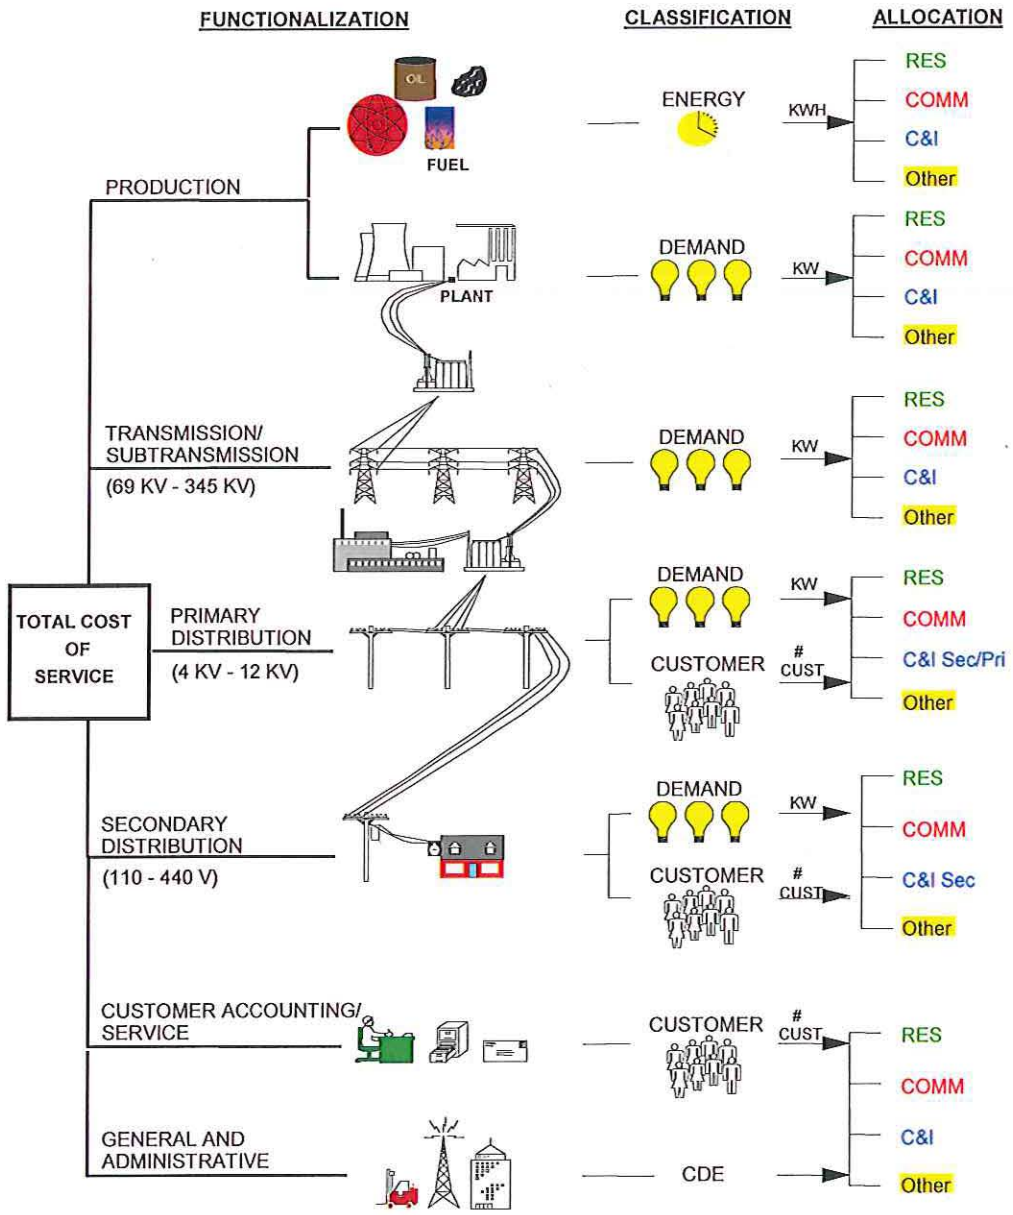 FUNCTIONALIZATION
CLASSIFICATION
ALLOCATION
OIL
FUEL
PRODUCTION
ENERGY
KWH
RES
COMM
C&I
Other
PLANT
DEMAND
KW
RES
COMM
C&I
Other
TRANSMISSION/
SUBTRANSMISSION
(69 KV - 345 KV)
DEMAND
KW
RES
COMM
C&I
Other
TOTAL COST
OF
SERVICE
PRIMARY
DISTRIBUTION
(4 KV - 12 KV)
DEMAND
KW
CUSTOMER
#
CUST
RES
COMM
C&I Sec/Pri
Other
SECONDARY
DISTRIBUTION
(110 - 440 V)
DEMAND
KW
CUSTOMER
#
CUST
RES
COMM
C&I Sec
Other
CUSTOMER ACCOUNTING/
SERVICE
CUSTOMER
#
CUST
GENERAL AND
ADMINISTRATIVE
CDE
RES
COMM
C&I
Other